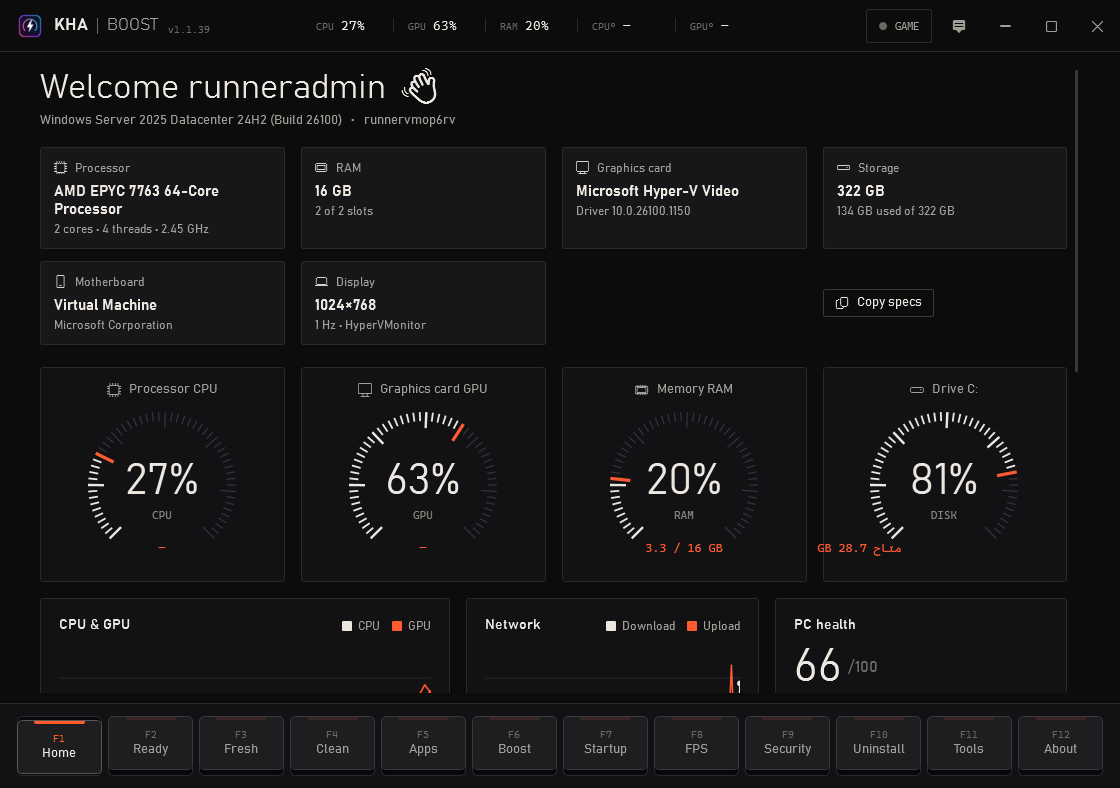 KHA | BOOST v1.1.39
CPU 27% GPU 63% RAM 20% CPU° — GPU° —
GAME
Welcome runneradmin
Windows Server 2025 Datacenter 24H2 (Build 26100) • runnervmop6rv
Processor
AMD EPYC 7763 64-Core
Processor
2 cores • 4 threads • 2.45 GHz
RAM
16 GB
2 of 2 slots
Graphics card
Microsoft Hyper-V Video
Driver 10.0.26100.1150
Storage
322 GB
134 GB used of 322 GB
Motherboard
Virtual Machine
Microsoft Corporation
Display
1024×768
1 Hz • HyperVMonitor
Copy specs
Processor CPU
27%
CPU
—
Graphics card GPU
63%
GPU
—
Memory RAM
20%
RAM
3.3 / 16 GB
Drive C:
81%
DISK
متاح 28.7 GB
CPU & GPU
CPU GPU
Network
Download Upload
PC health
66 /100
F1 F2 F3 F4 F5 F6 F7 F8 F9 F10 F11 F12
Home Ready Fresh Clean Apps Boost Startup FPS Security Uninstall Tools About